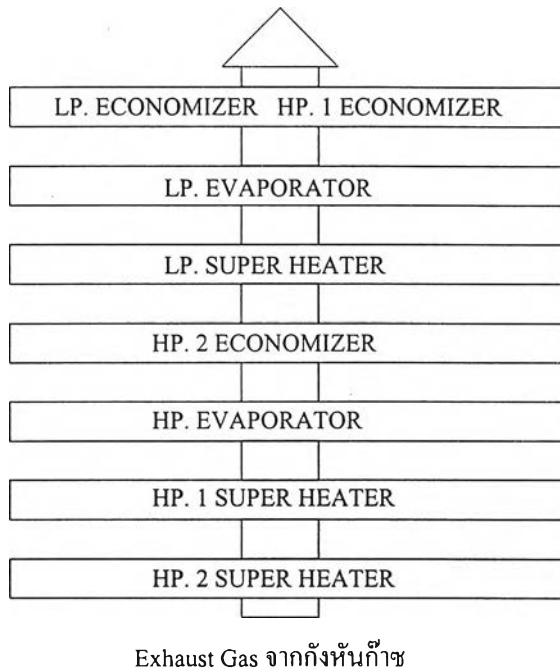 LP. ECONOMIZER HP. 1 ECONOMIZER
LP. EVAPORATOR
LP. SUPER HEATER
HP. 2 ECONOMIZER
HP. EVAPORATOR
HP. 1 SUPER HEATER
HP. 2 SUPER HEATER
Exhaust Gas จากกังหันก๊าซ